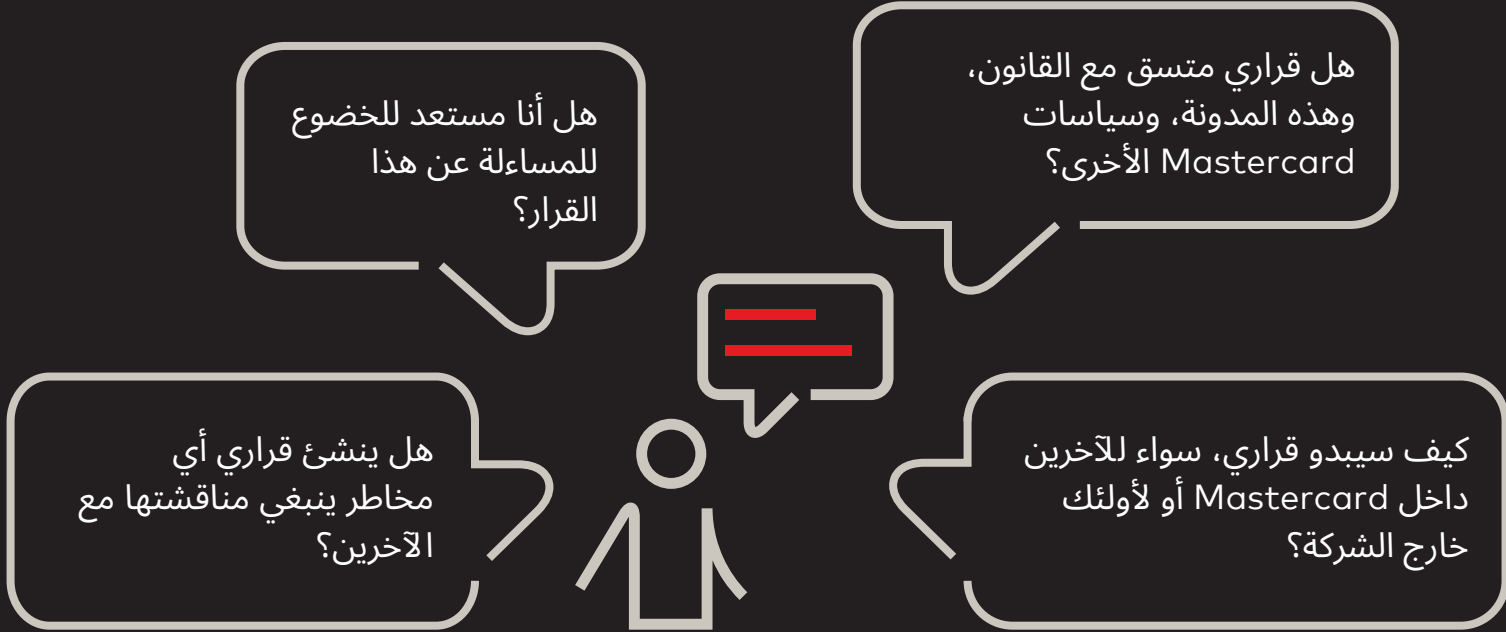 هل قراري متسق مع القانون،
وهذه المدونة، وسياسات
Mastercard الأخرى؟
هل أنا مستعد للخضوع
للمساءلة عن هذا
القرار؟
كيف سيبدو قراري، سواء للآخرين
داخل Mastercard أو لأولئك
خارج الشركة؟
هل ينشئ قراري أي
مخاطر ينبغي مناقشتها مع
الآخرين؟